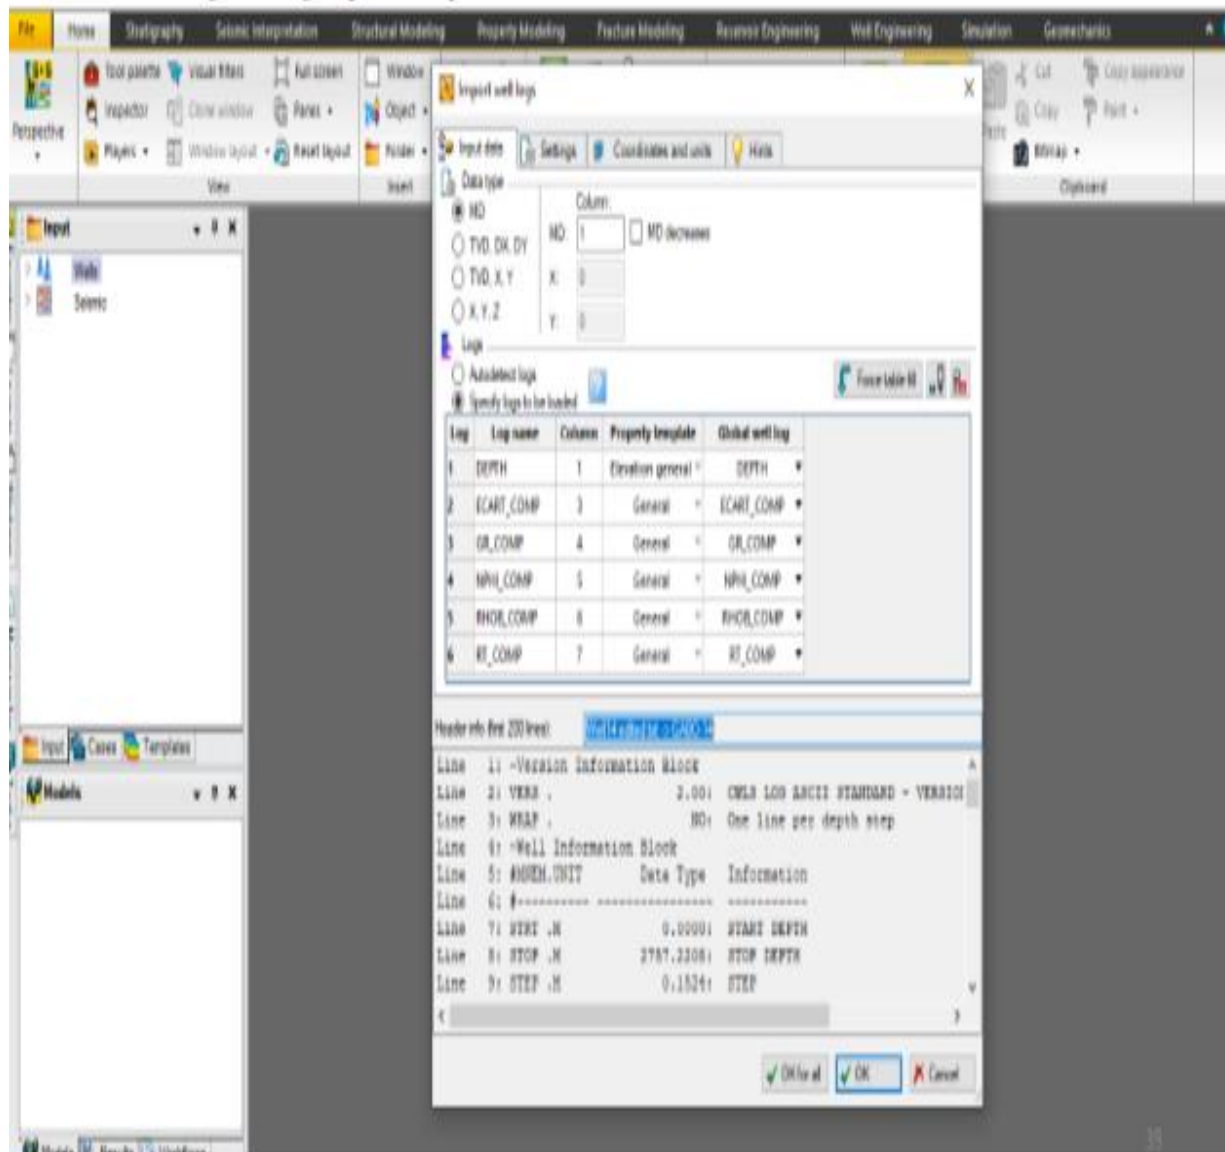 File Home Stratigraphy Seismic Interpretation Structural Modeling Property Modeling Fracture Modeling Reservoir Engineering Well Engineering Simulation Geomechanics
Perspective
Tool palette Visual filters Full screen Window
Inspector Clone window Panes Object
Players Window layout Reset layout Folder
View Insert
Cut Copy appearance
Paste Copy Paint
Bitmap
Clipboard
Input
Wells
Seismic
Input Cases Templates
Models
Import well logs
Input data Settings Coordinates and units Hints
Data type
MD Column:
TVD, DX, DY MD: 1 MD decreases
TVD, X, Y X: 0
X, Y, Z Y: 0
Logs
Autodetect logs
Specify logs to be loaded
Force table fill
Log Log name Column Property template Global well log
1 DEPTH 1 Elevation general DEPTH
2 ECART_COMP 3 General ECART_COMP
3 GR_COMP 4 General GR_COMP
4 NPHI_COMP 5 General NPHI_COMP
5 RHOB_COMP 6 General RHOB_COMP
6 RT_COMP 7 General RT_COMP
Header info (first 200 lines):
Line 1: ~Version Information Block
Line 2: VERS . 2.00: CWLS LOG ASCII STANDARD - VERSION
Line 3: WRAP . NO: One line per depth step
Line 4: ~Well Information Block
Line 5: #MNEM.UNIT Data Type Information
Line 6: #---------- ---------------- -----------
Line 7: STRT .M 0.0000: START DEPTH
Line 8: STOP .M 2787.2208: STOP DEPTH
Line 9: STEP .M 0.1524: STEP
OK for all OK Cancel